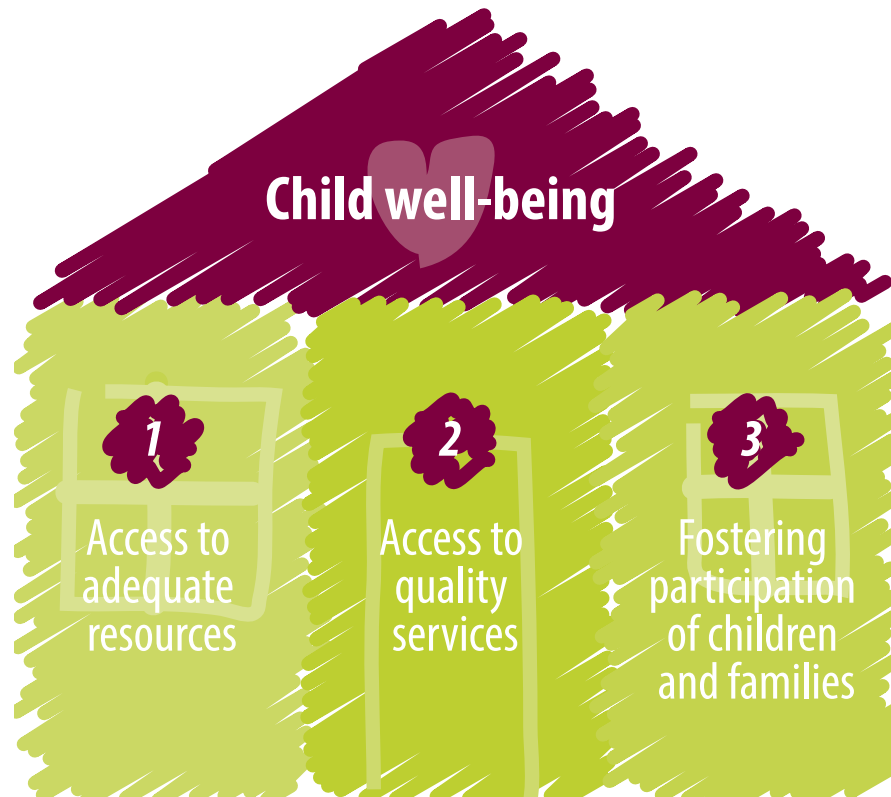 Child well-being
1
Access to
adequate
resources
2
Access to
quality
services
3
Fostering
participation
of children
and families